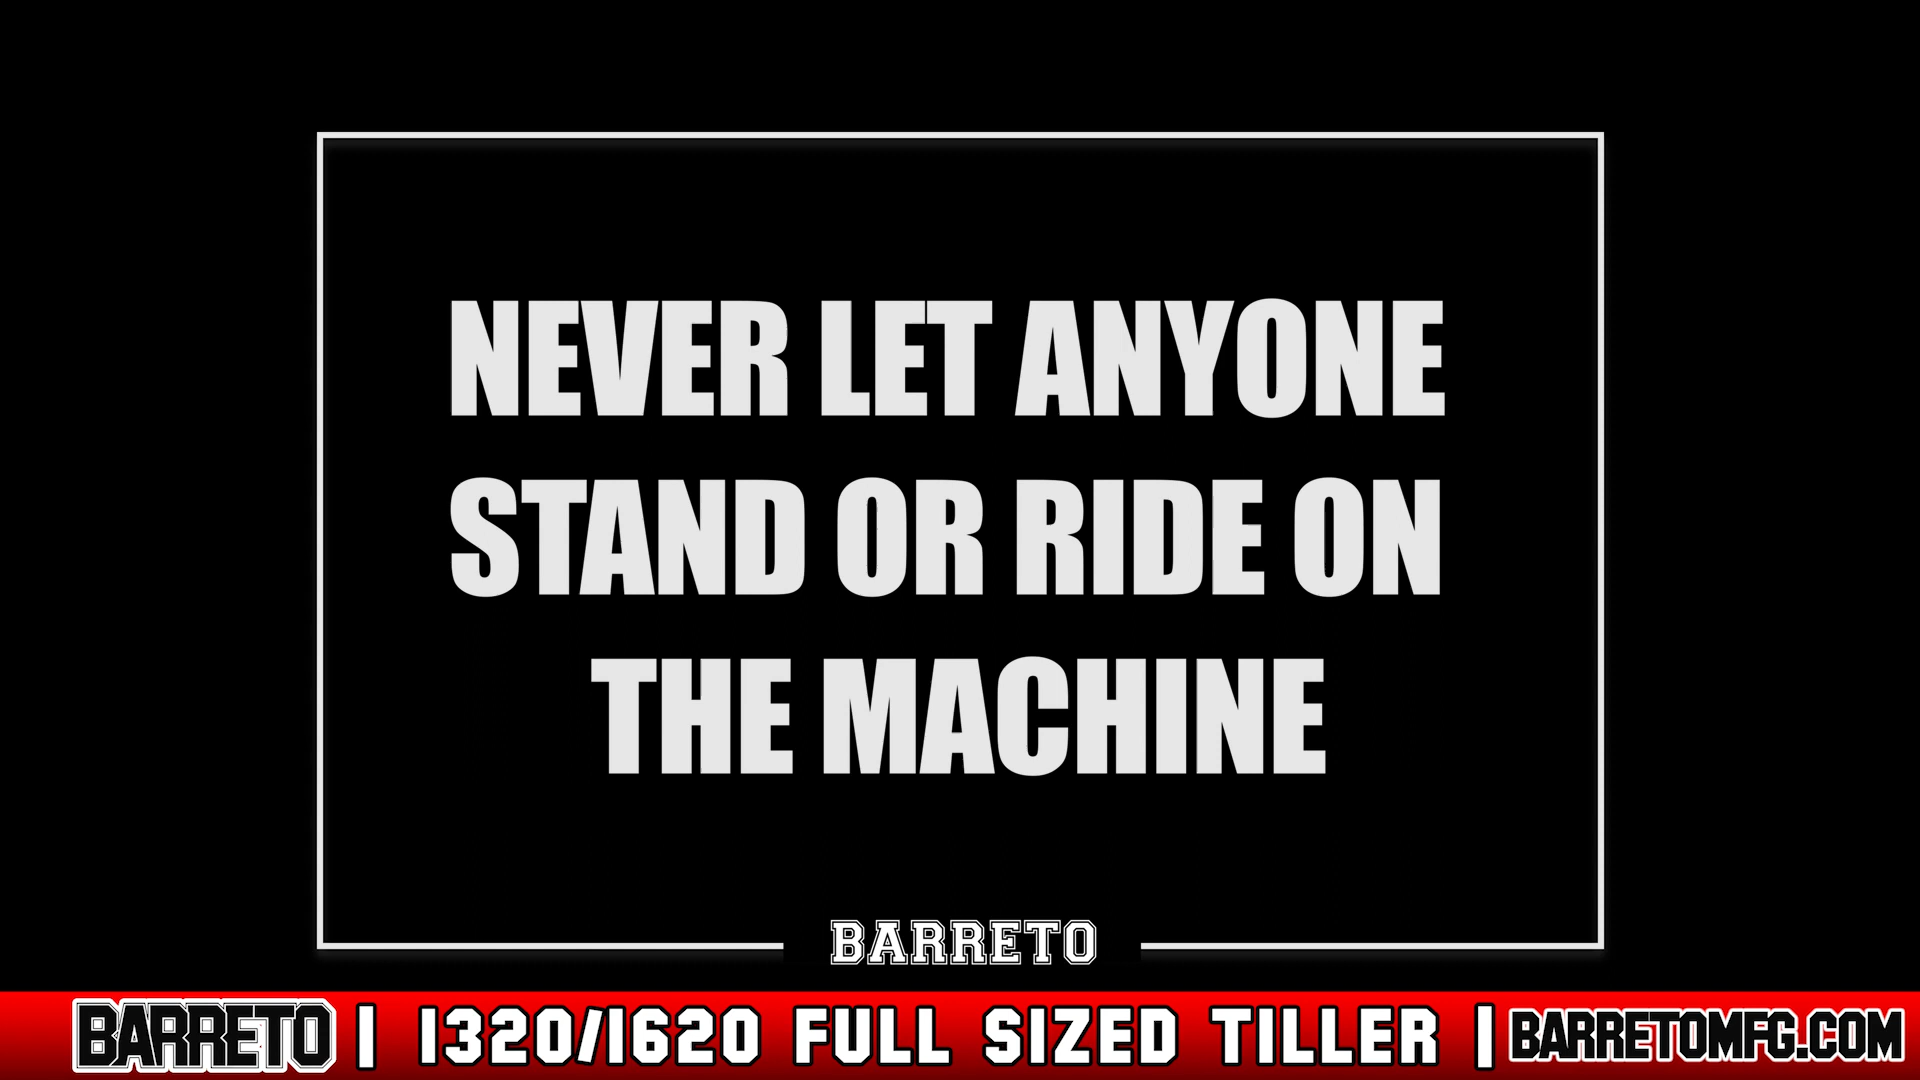 NEVER LET ANYONE
STAND OR RIDE ON
THE MACHINE
BARRETO
BARRETO | 1320/1620 FULL SIZED TILLER | BARRETOMFG.COM